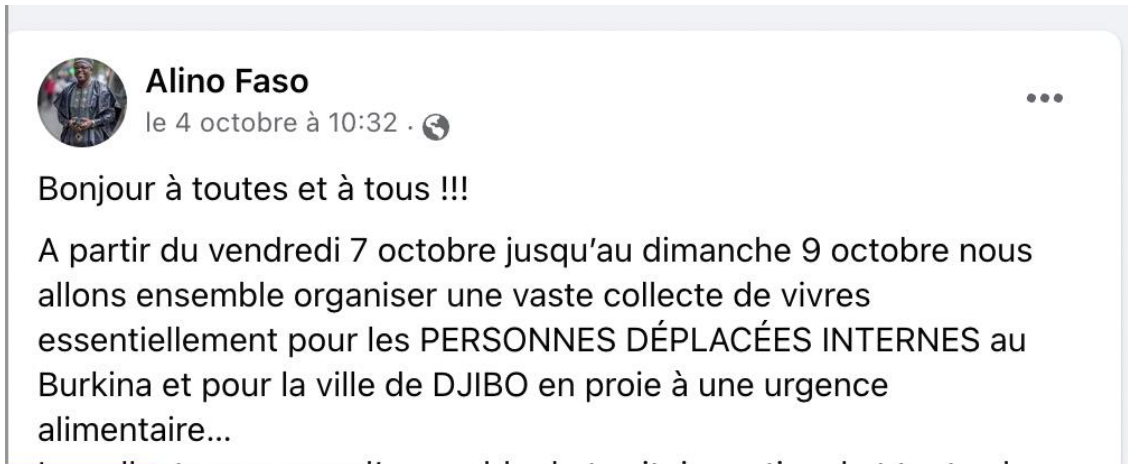 Alino Faso
le 4 octobre à 10:32 ·
Bonjour à toutes et à tous !!!
A partir du vendredi 7 octobre jusqu'au dimanche 9 octobre nous
allons ensemble organiser une vaste collecte de vivres
essentiellement pour les PERSONNES DÉPLACÉES INTERNES au
Burkina et pour la ville de DJIBO en proie à une urgence
alimentaire...